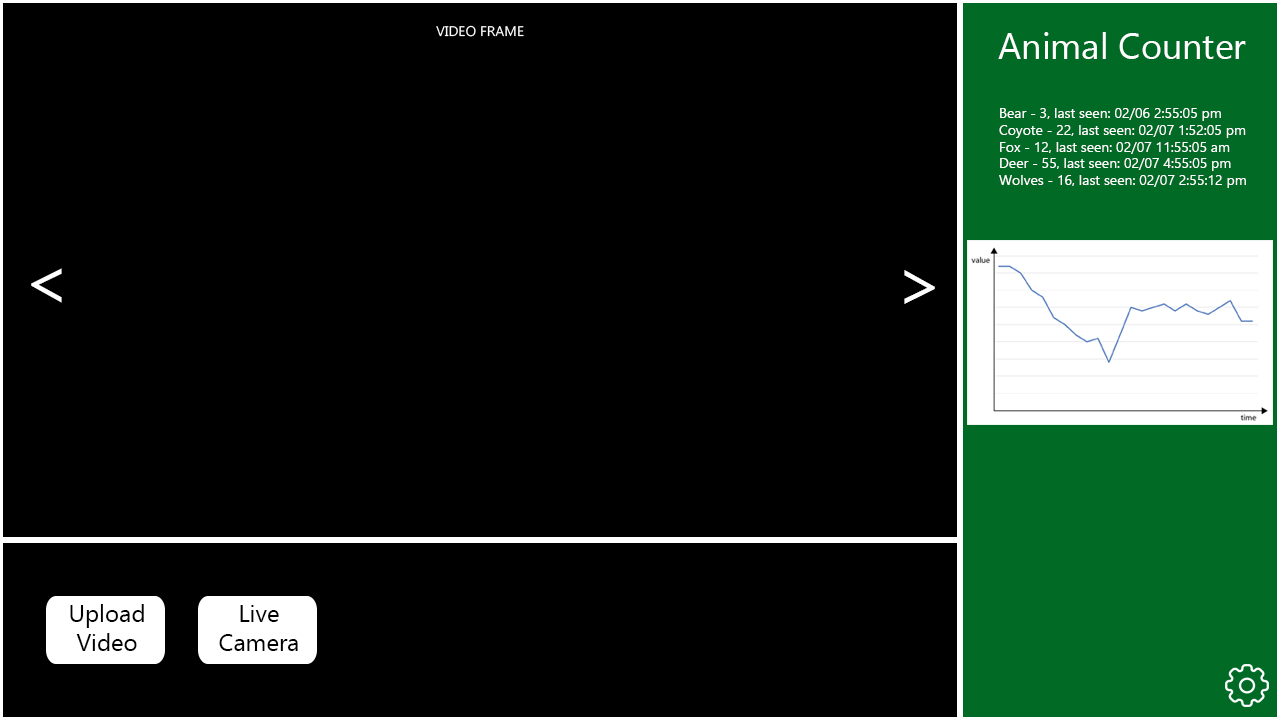 VIDEO FRAME
Animal Counter
Bear - 3, last seen: 02/06 2:55:05 pm
Coyote - 22, last seen: 02/07 1:52:05 pm
Fox - 12, last seen: 02/07 11:55:05 am
Deer - 55, last seen: 02/07 4:55:05 pm
Wolves - 16, last seen: 02/07 2:55:12 pm
<
>
value
time
Upload
Video
Live
Camera